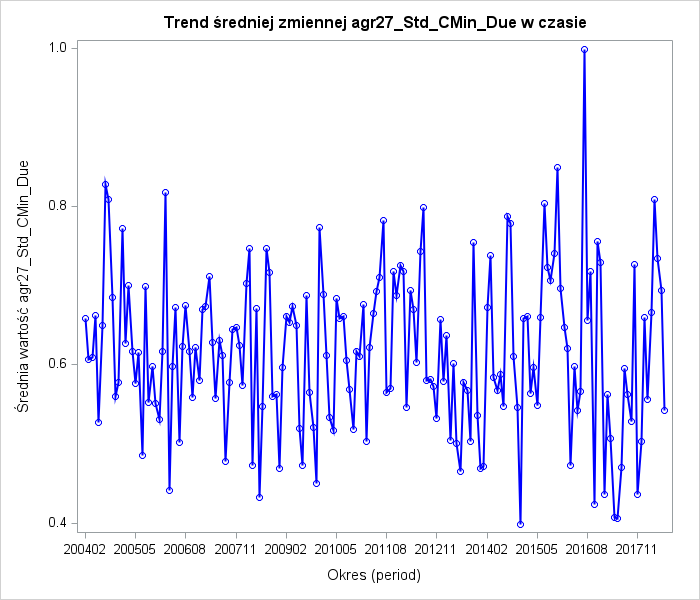 Trend średniej zmiennej agr27_Std_CMin_Due w czasie
Średnia wartość agr27_Std_CMin_Due
1.0
0.8
0.6
0.4
200402 200505 200608 200711 200902 201005 201108 201211 201402 201505 201608 201711
Okres (period)